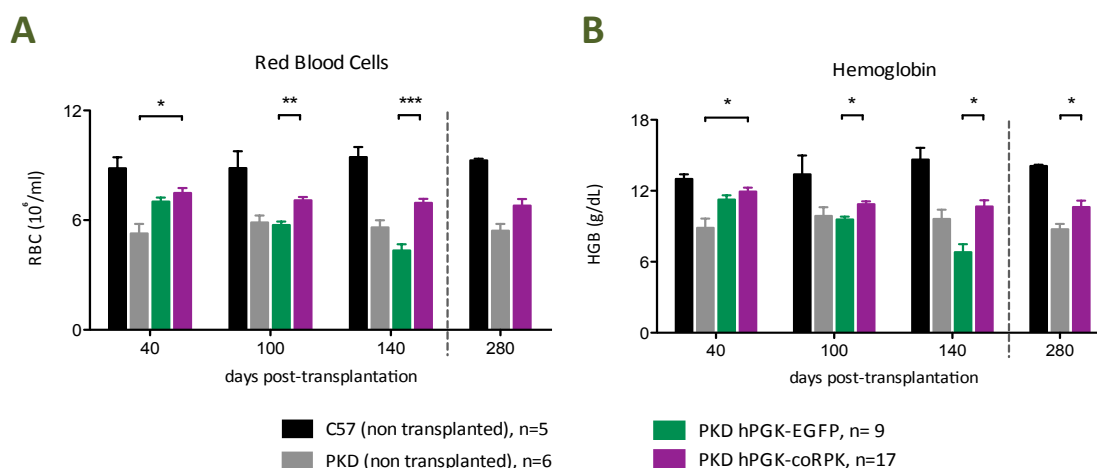 A
B
Red Blood Cells
Hemoglobin
* ** ***
* * * *
12
6
0
RBC (10⁶/ml)
40 100 140 280
days post-transplantation
18
12
6
0
HGB (g/dL)
40 100 140 280
days post-transplantation
C57 (non transplanted), n=5
PKD (non transplanted), n=6
PKD hPGK-EGFP, n= 9
PKD hPGK-coRPK, n=17